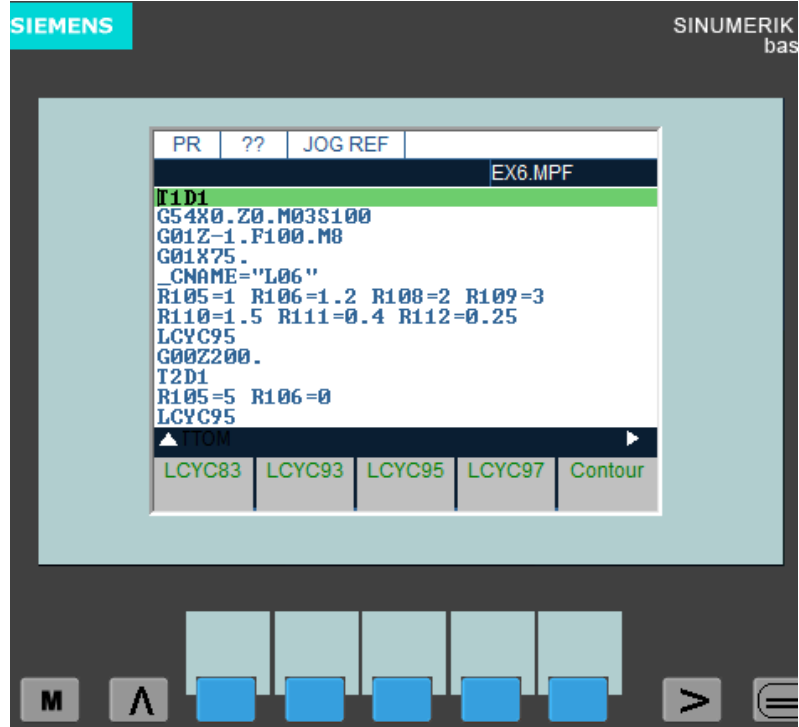 SIEMENS
SINUMERIK
bas
PR ?? JOG REF
EX6.MPF
T1D1
G54X0.Z0.M03S100
G01Z-1.F100.M8
G01X75.
_CNAME="L06"
R105=1 R106=1.2 R108=2 R109=3
R110=1.5 R111=0.4 R112=0.25
LCYC95
G00Z200.
T2D1
R105=5 R106=0
LCYC95
TTOM
LCYC83 LCYC93 LCYC95 LCYC97 Contour
M Λ >